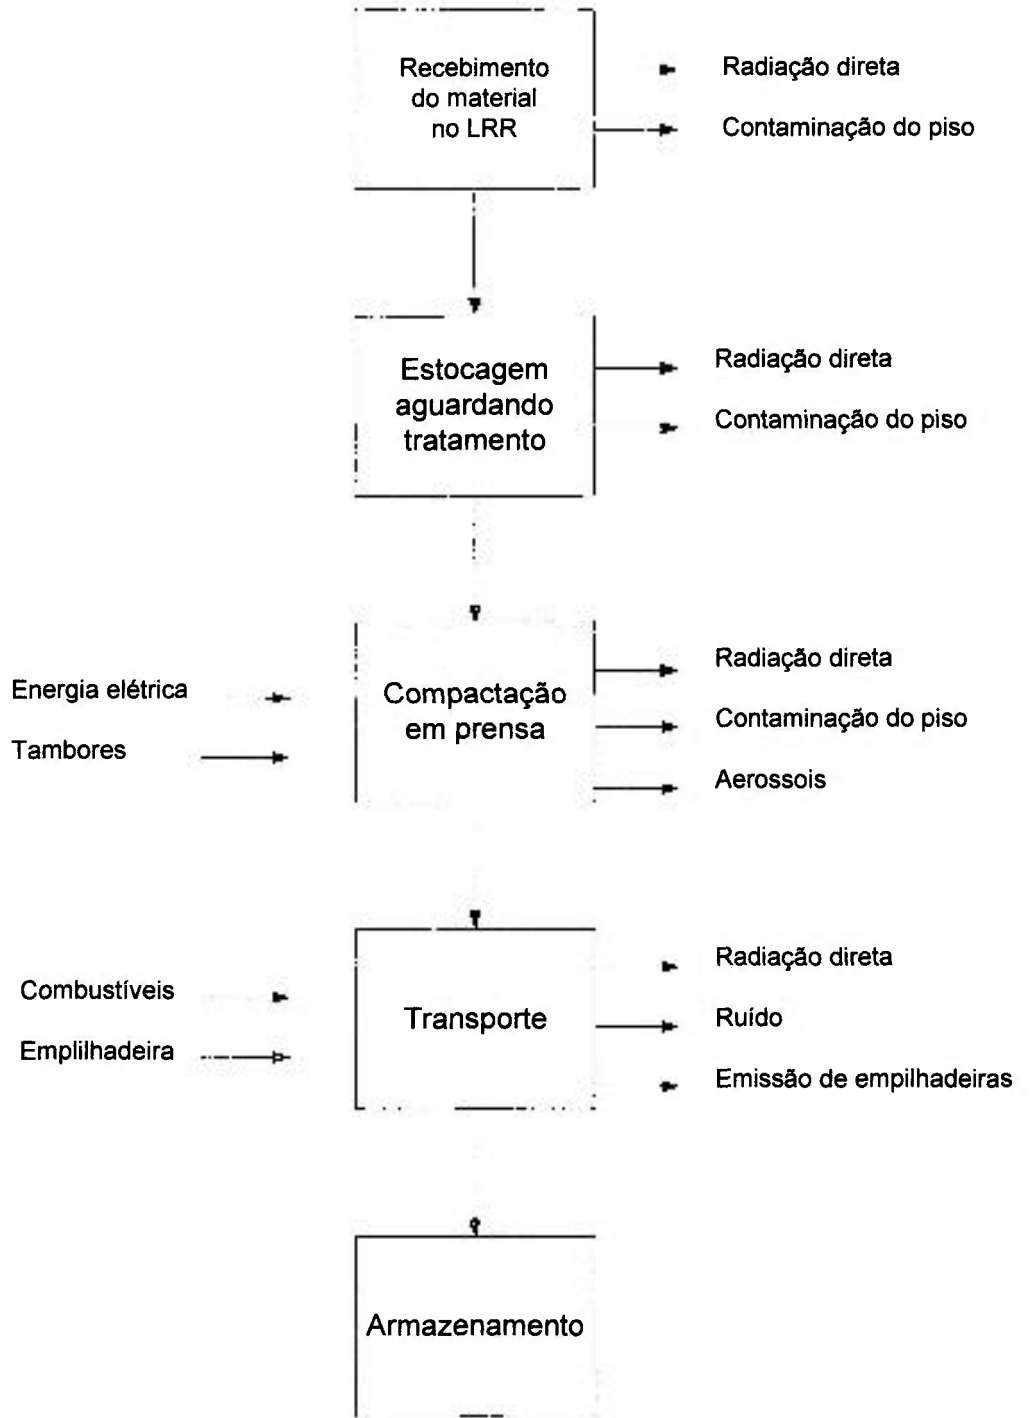 Recebimento
do material
no LRR
Radiação direta
Contaminação do piso
Estocagem
aguardando
tratamento
Radiação direta
Contaminação do piso
Energia elétrica
Tambores
Compactação
em prensa
Radiação direta
Contaminação do piso
Aerossois
Combustíveis
Emplilhadeira
Transporte
Radiação direta
Ruído
Emissão de empilhadeiras
Armazenamento